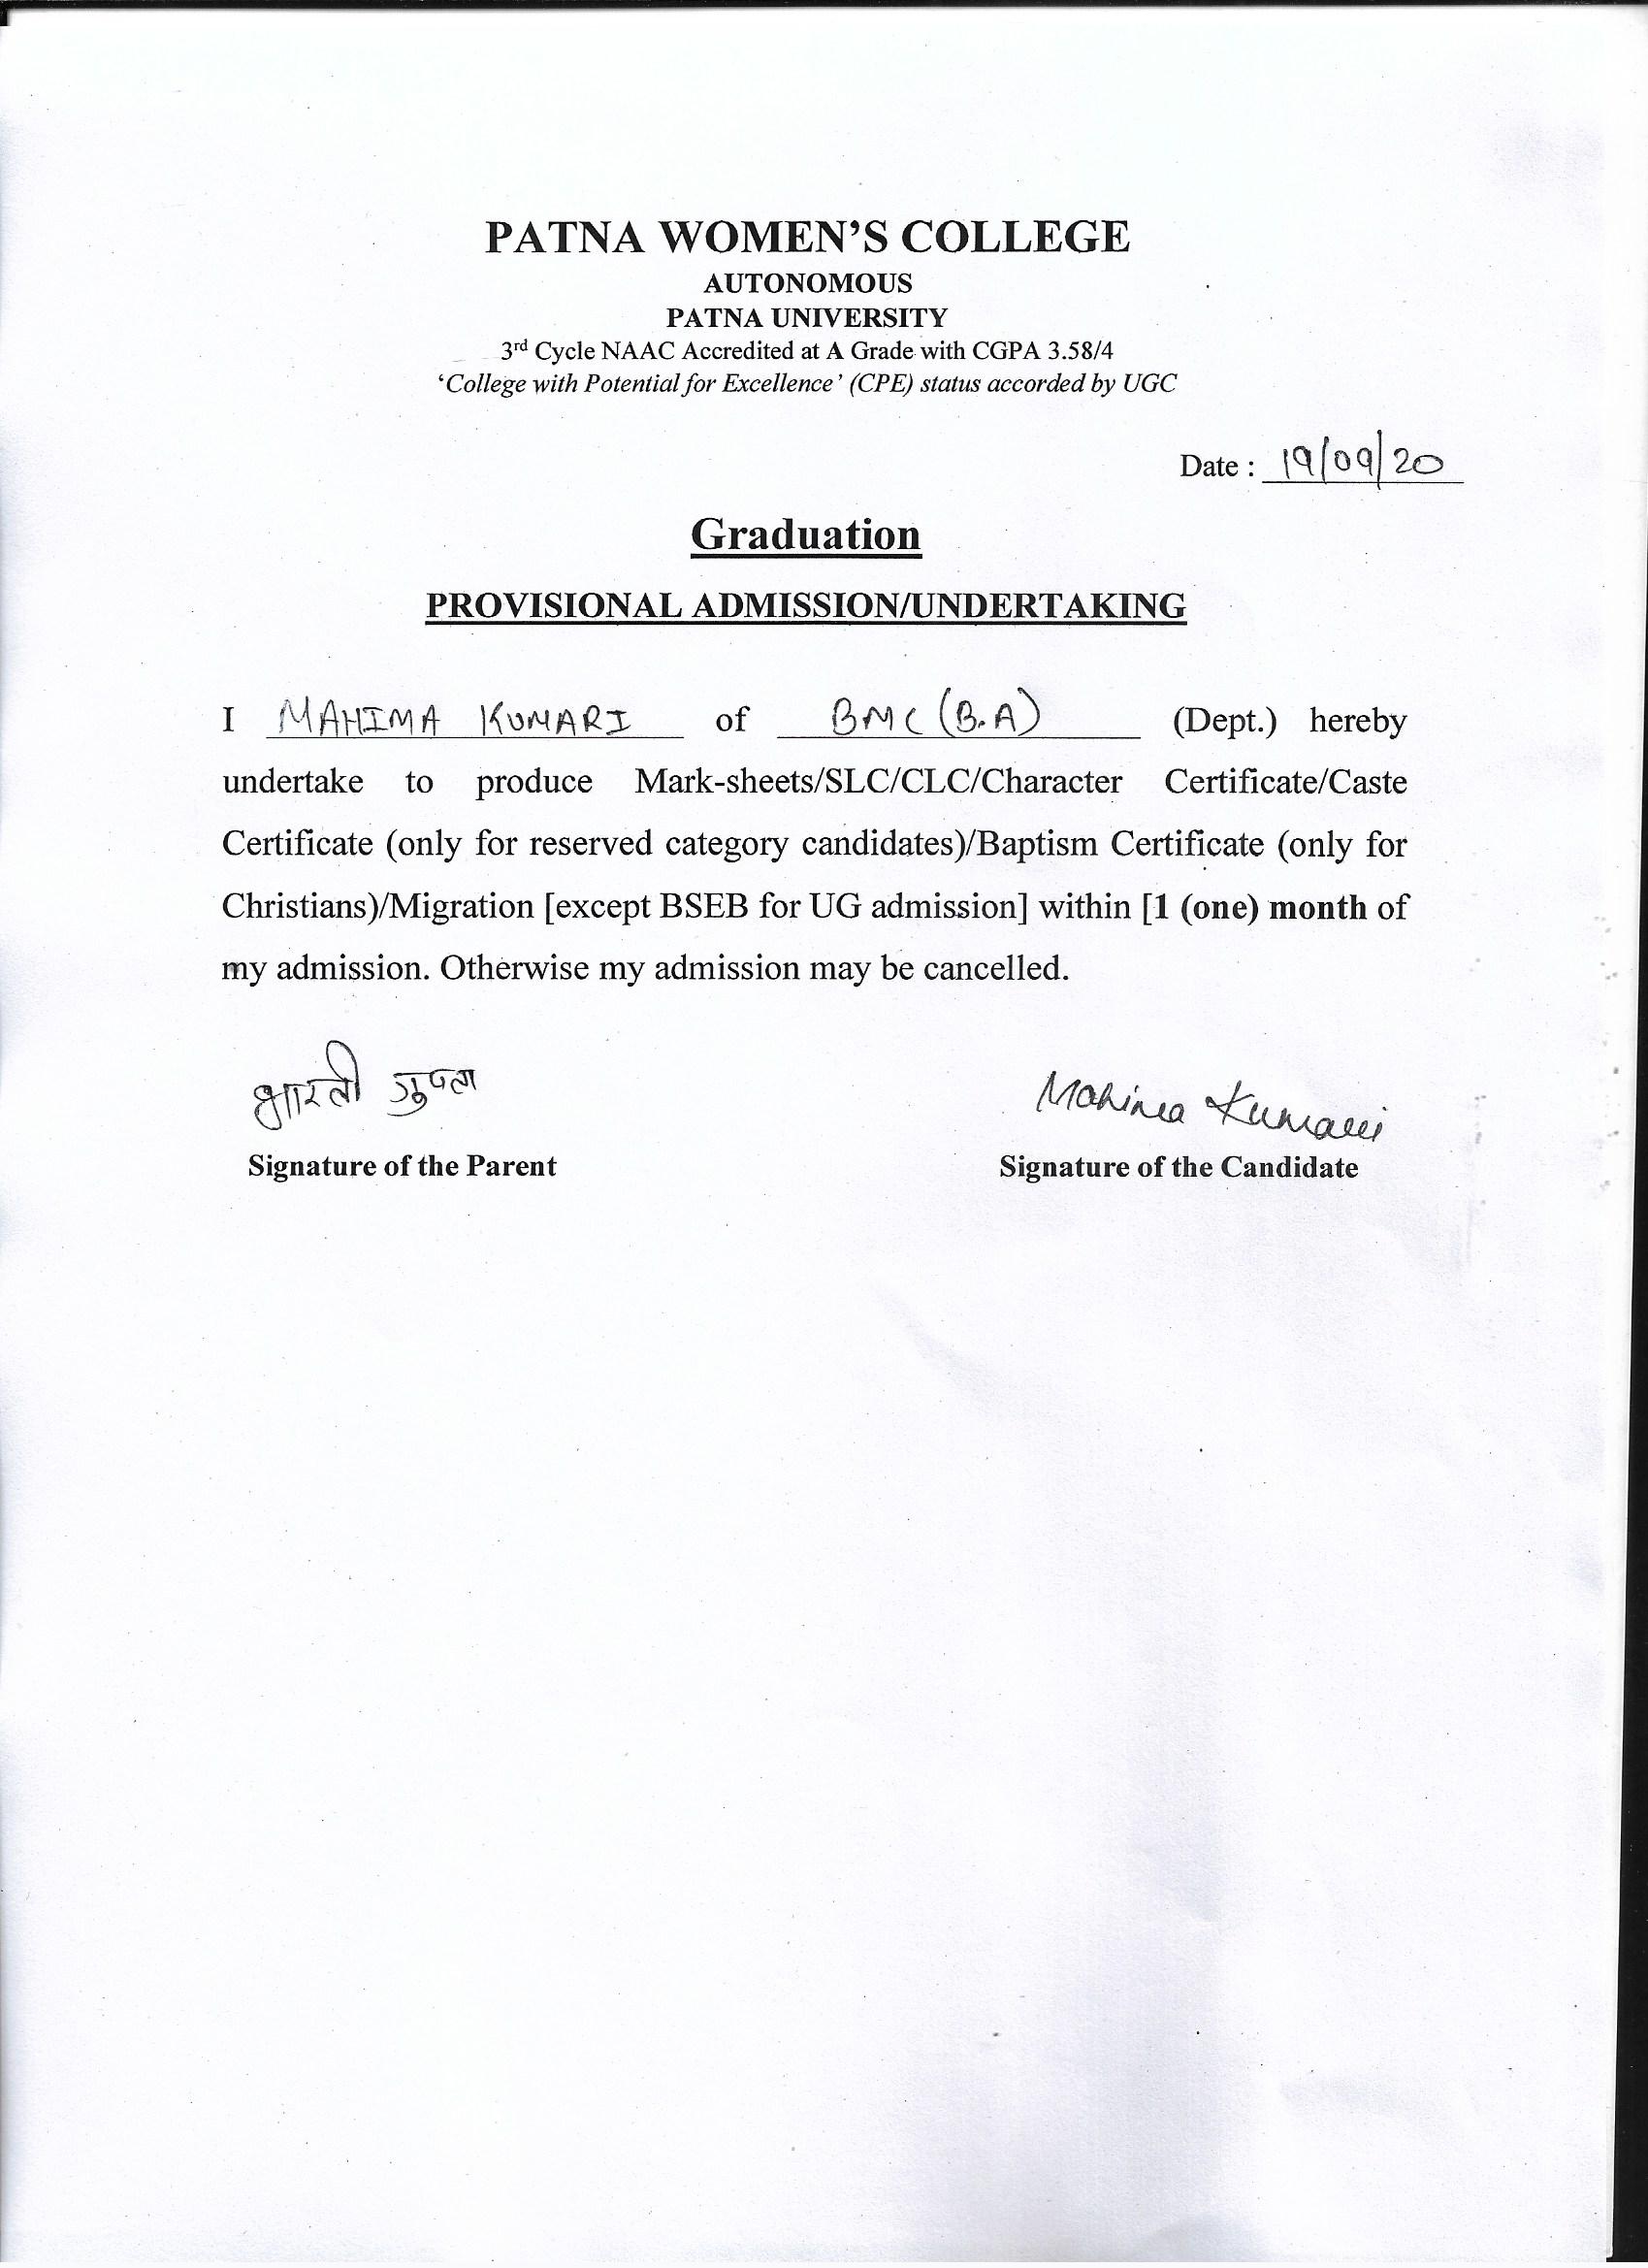 PATNA WOMEN'S COLLEGE
AUTONOMOUS
PATNA UNIVERSITY
3rd Cycle NAAC Accredited at A Grade with CGPA 3.58/4
‘College with Potential for Excellence’ (CPE) status accorded by UGC
Date : 19/09/20
Graduation
PROVISIONAL ADMISSION/UNDERTAKING
I MAHIMA KUMARI of BMC (B.A) (Dept.) hereby
undertake to produce Mark-sheets/SLC/CLC/Character Certificate/Caste
Certificate (only for reserved category candidates)/Baptism Certificate (only for
Christians)/Migration [except BSEB for UG admission] within [1 (one) month of
my admission. Otherwise my admission may be cancelled.
भारती गुप्ता Mahima Kumari
Signature of the Parent Signature of the Candidate